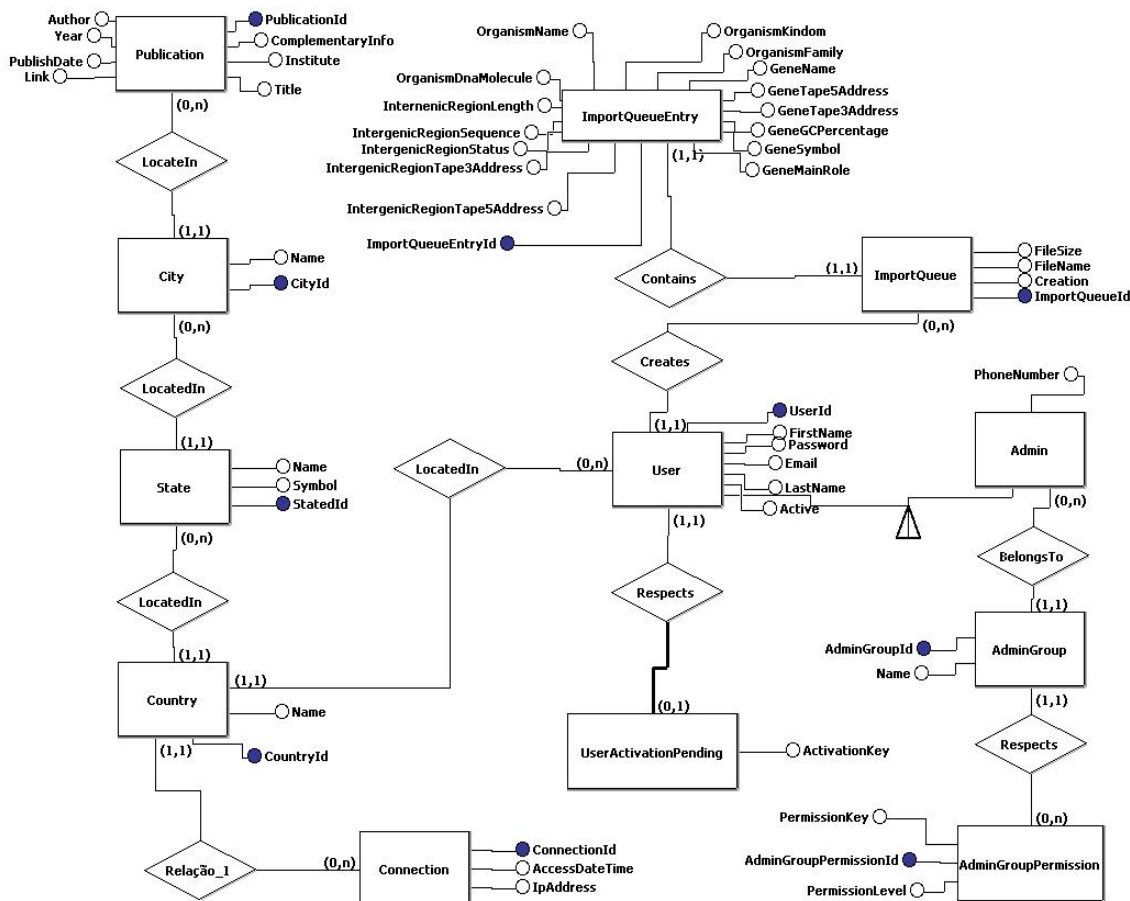 Author
Year
PublishDate
Link
Publication
PublicationId
ComplementaryInfo
Institute
Title
(0,n)
LocateIn
(1,1)
City
Name
CityId
(0,n)
LocatedIn
(1,1)
State
Name
Symbol
StatedId
(0,n)
LocatedIn
(1,1)
Country
(1,1)
Name
CountryId
(1,1)
Relação_1
(0,n)
Connection
ConnectionId
AccessDateTime
IpAddress
OrganismName
OrganismKindom
OrganismFamily
GeneName
OrganismDnaMolecule
InternenicRegionLength
IntergenicRegionSequence
IntergenicRegionStatus
IntergenicRegionTape3Address
IntergenicRegionTape5Address
ImportQueueEntryId
ImportQueueEntry
GeneTape5Address
GeneTape3Address
GeneGCPercentage
GeneSymbol
GeneMainRole
(1,1)
Contains
(1,1)
ImportQueue
FileSize
FileName
Creation
ImportQueueId
(0,n)
Creates
(1,1)
LocatedIn
(0,n)
User
UserId
FirstName
Password
Email
LastName
Active
(1,1)
Respects
(0,1)
UserActivationPending
ActivationKey
PhoneNumber
Admin
(0,n)
BelongsTo
(1,1)
AdminGroupId
Name
AdminGroup
(1,1)
Respects
(0,n)
PermissionKey
AdminGroupPermissionId
PermissionLevel
AdminGroupPermission